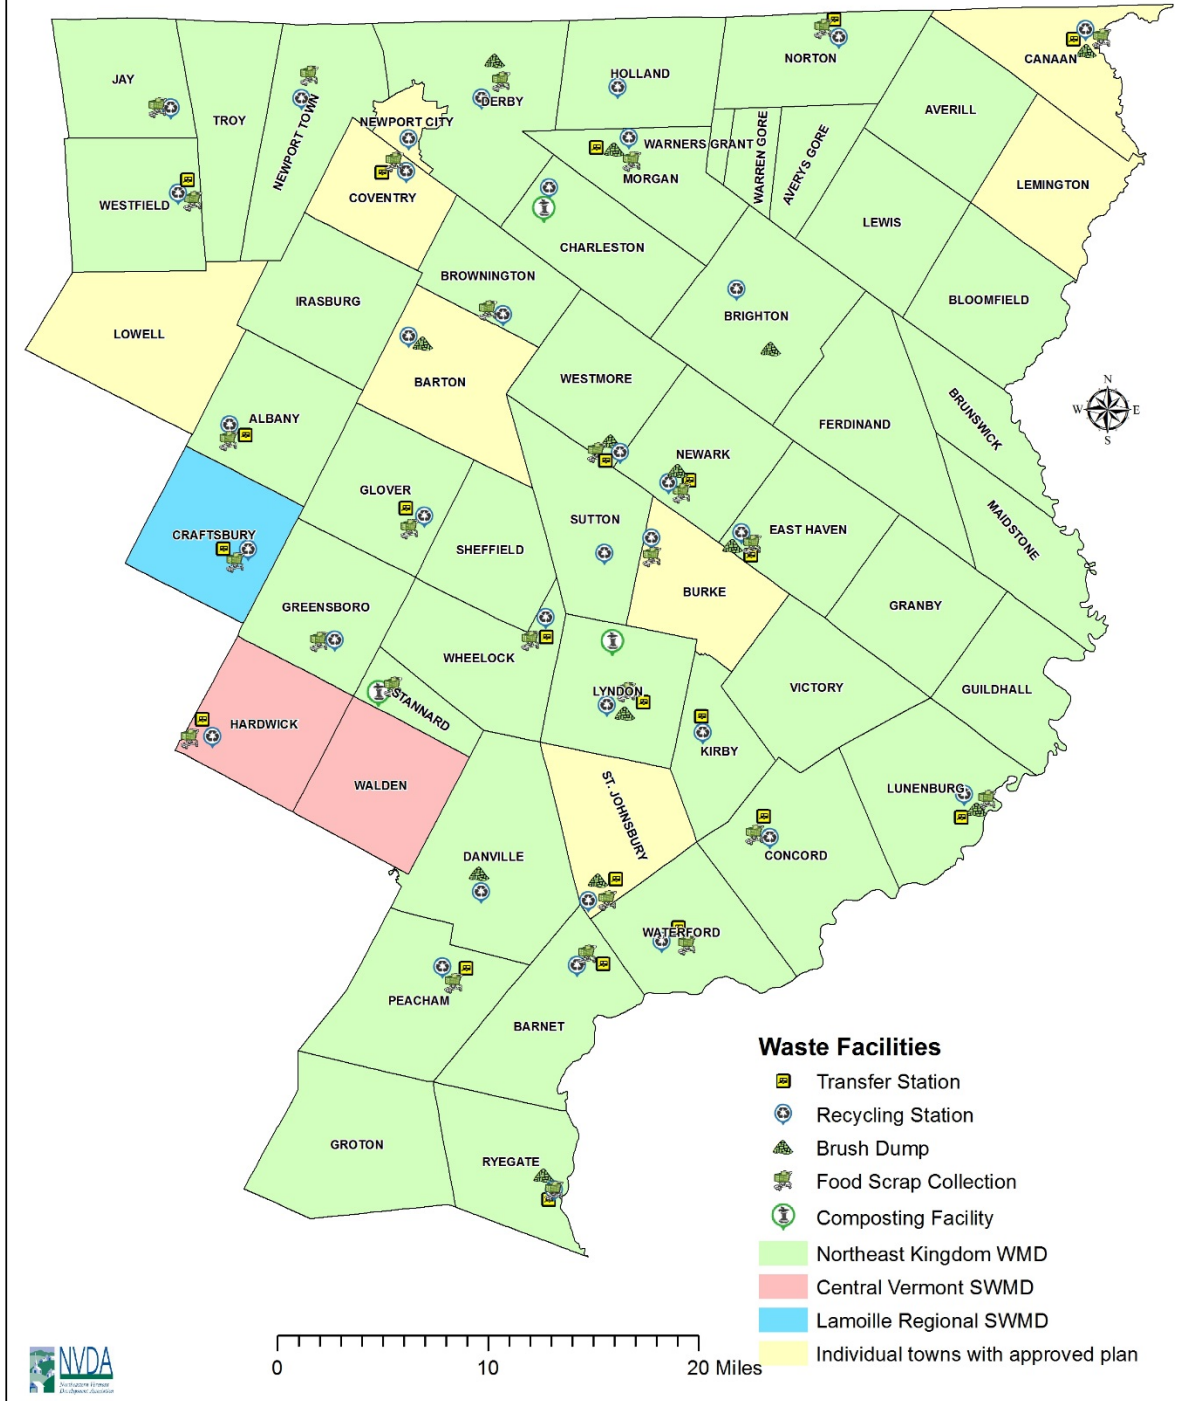 JAY
TROY
NEWPORT TOWN
DERBY
HOLLAND
NORTON
CANAAN
AVERILL
NEWPORT CITY
WARNERS GRANT
WARREN GORE
AVERYS GORE
MORGAN
LEMINGTON
WESTFIELD
COVENTRY
LEWIS
CHARLESTON
BROWNINGTON
IRASBURG
BLOOMFIELD
BRIGHTON
LOWELL
BARTON
WESTMORE
N
W E
S
ALBANY
BRUNSWICK
FERDINAND
NEWARK
GLOVER
SUTTON
EAST HAVEN
MAIDSTONE
CRAFTSBURY
SHEFFIELD
BURKE
GREENSBORO
GRANBY
WHEELOCK
LYNDON
VICTORY
GUILDHALL
STANNARD
HARDWICK
KIRBY
WALDEN
LUNENBURG
ST. JOHNSBURY
DANVILLE
CONCORD
WATERFORD
PEACHAM
BARNET
GROTON
RYEGATE
Waste Facilities
Transfer Station
Recycling Station
Brush Dump
Food Scrap Collection
Composting Facility
Northeast Kingdom WMD
Central Vermont SWMD
Lamoille Regional SWMD
Individual towns with approved plan
0 10 20 Miles
NVDA
Northeastern Vermont
Development Association